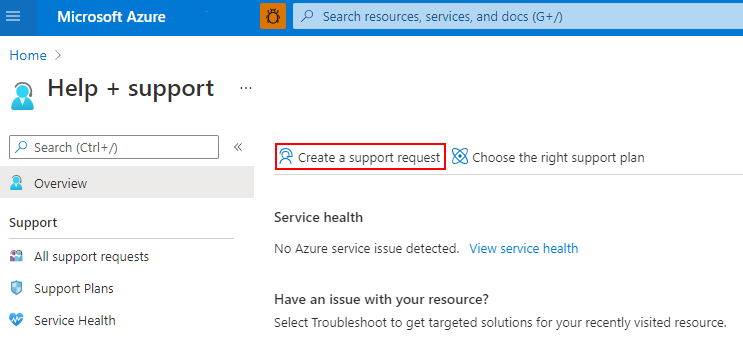 Microsoft Azure
Search resources, services, and docs (G+/)
Home >
Help + support ...
Search (Ctrl+/)
«
Create a support request
Choose the right support plan
Overview
Service health
Support
No Azure service issue detected. View service health
All support requests
Support Plans
Have an issue with your resource?
Service Health
Select Troubleshoot to get targeted solutions for your recently visited resource.